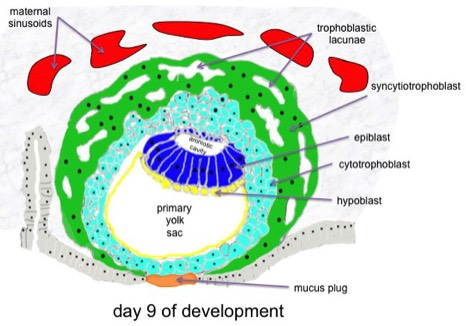 maternal
sinusoids
trophoblastic
lacunae
syncytiotrophoblast
amniotic
cavity
epiblast
cytotrophoblast
hypoblast
primary
yolk
sac
mucus plug
day 9 of development